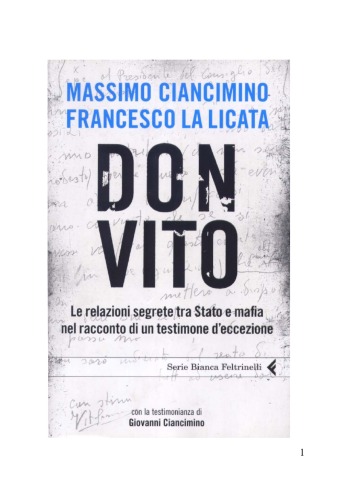 MASSIMO CIANCIMINO
FRANCESCO LA LICATA
DON
VITO
Le relazioni segrete tra Stato e mafia
nel racconto di un testimone d'eccezione
Serie Bianca Feltrinelli
con la testimonianza di
Giovanni Ciancimino
1